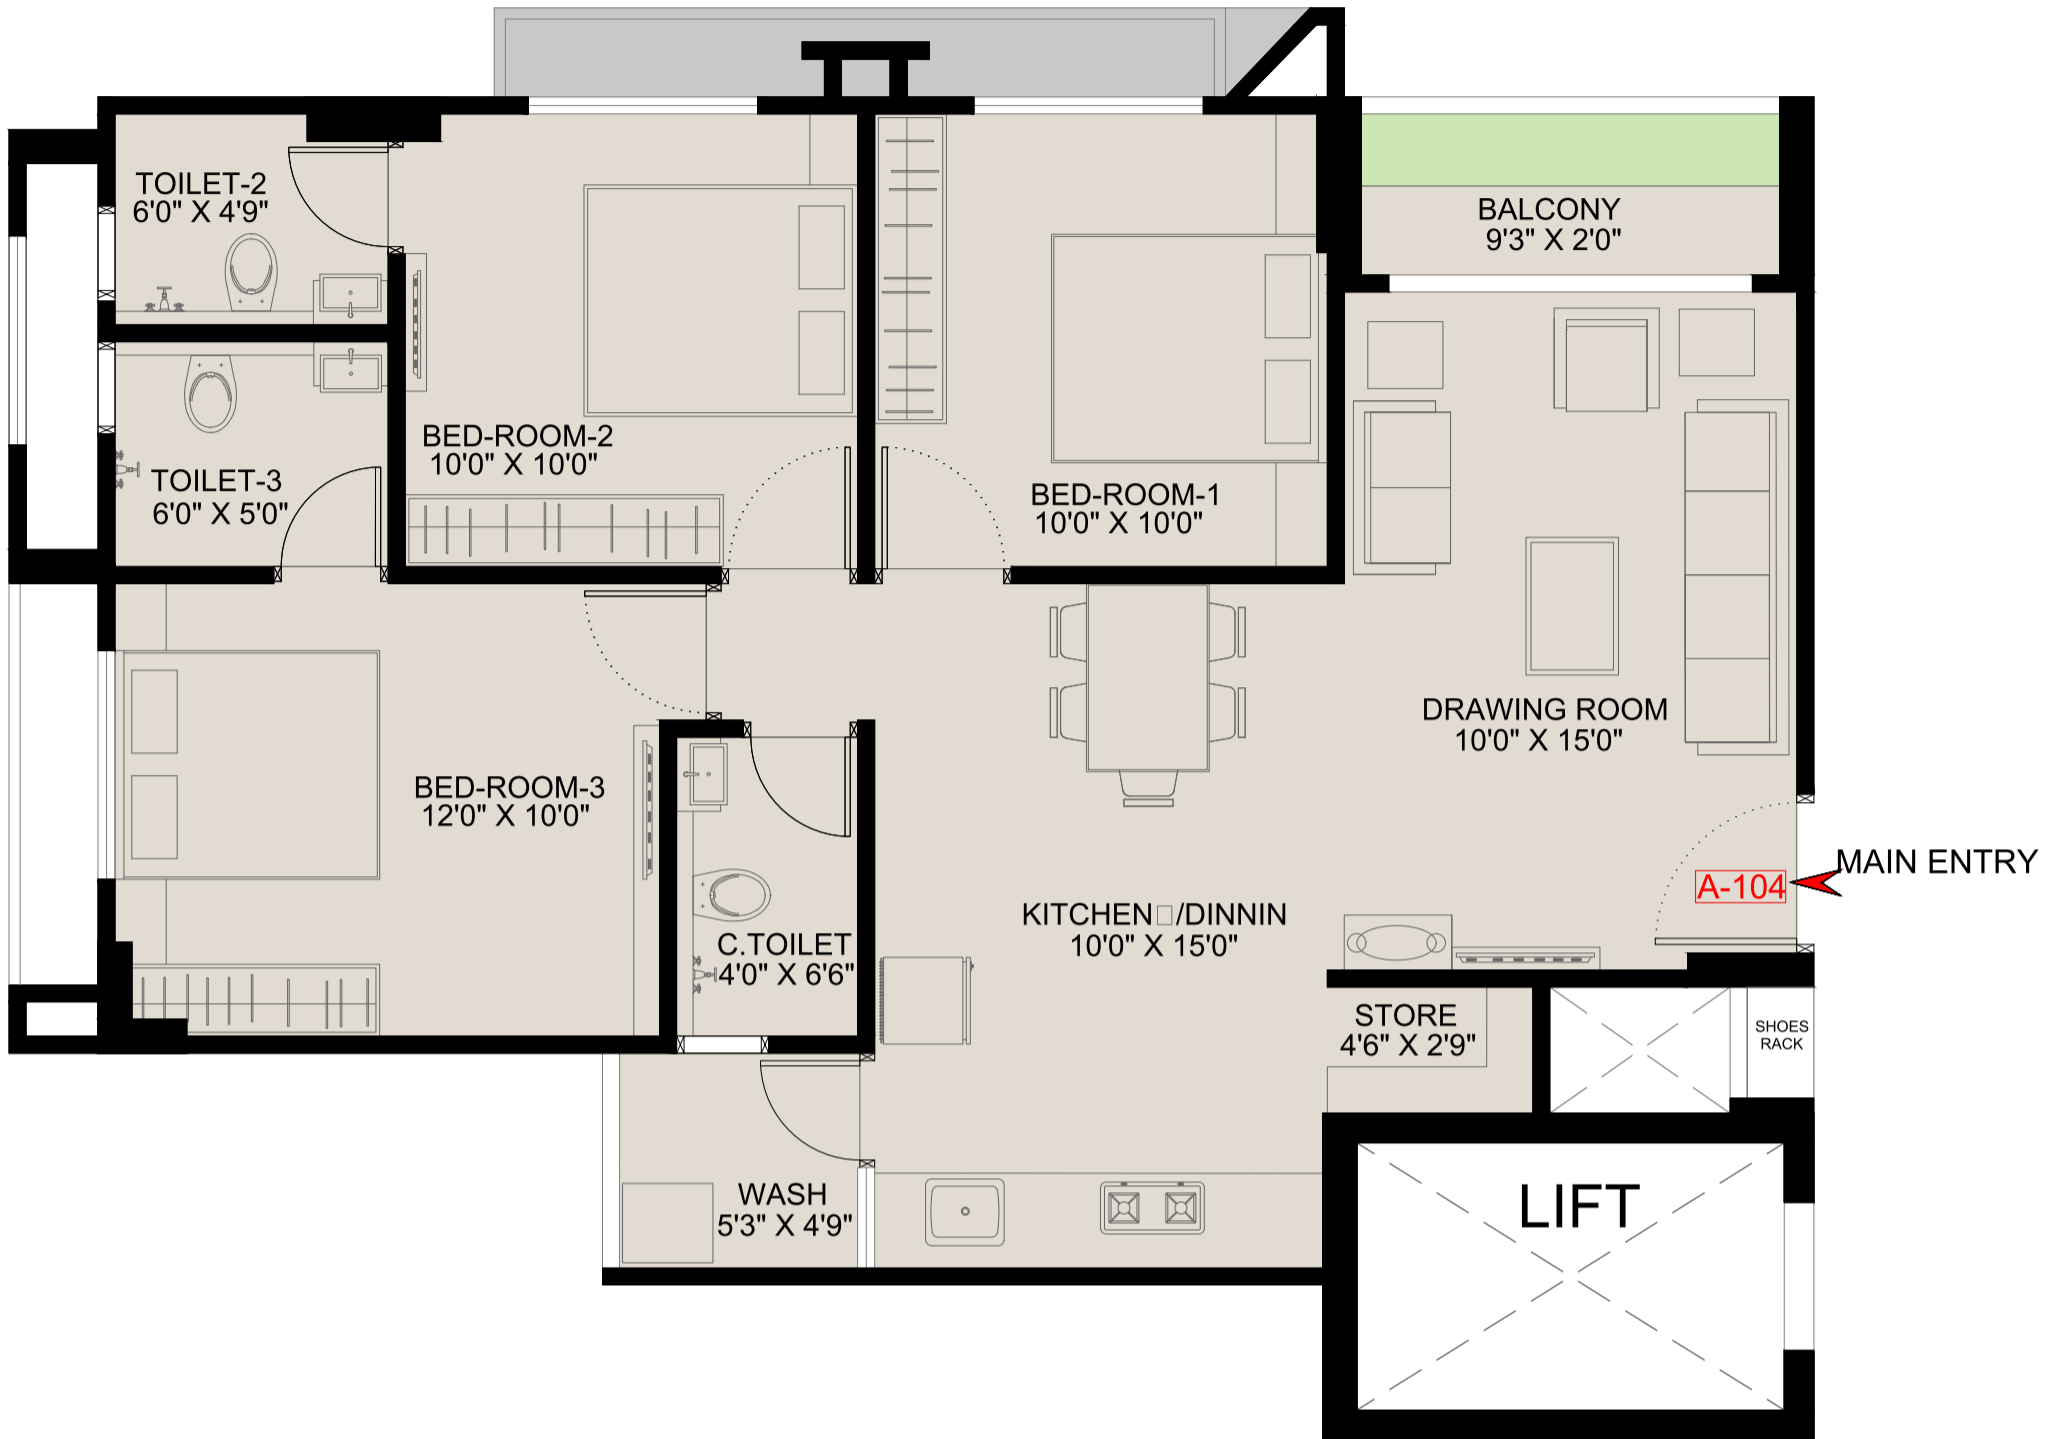 TOILET-2
6'0" X 4'9"
BALCONY
9'3" X 2'0"
BED-ROOM-2
10'0" X 10'0"
TOILET-3
6'0" X 5'0"
BED-ROOM-1
10'0" X 10'0"
DRAWING ROOM
10'0" X 15'0"
BED-ROOM-3
12'0" X 10'0"
MAIN ENTRY
A-104
KITCHEN□/DINNIN
10'0" X 15'0"
C.TOILET
4'0" X 6'6"
STORE
4'6" X 2'9"
SHOES
RACK
WASH
5'3" X 4'9"
LIFT